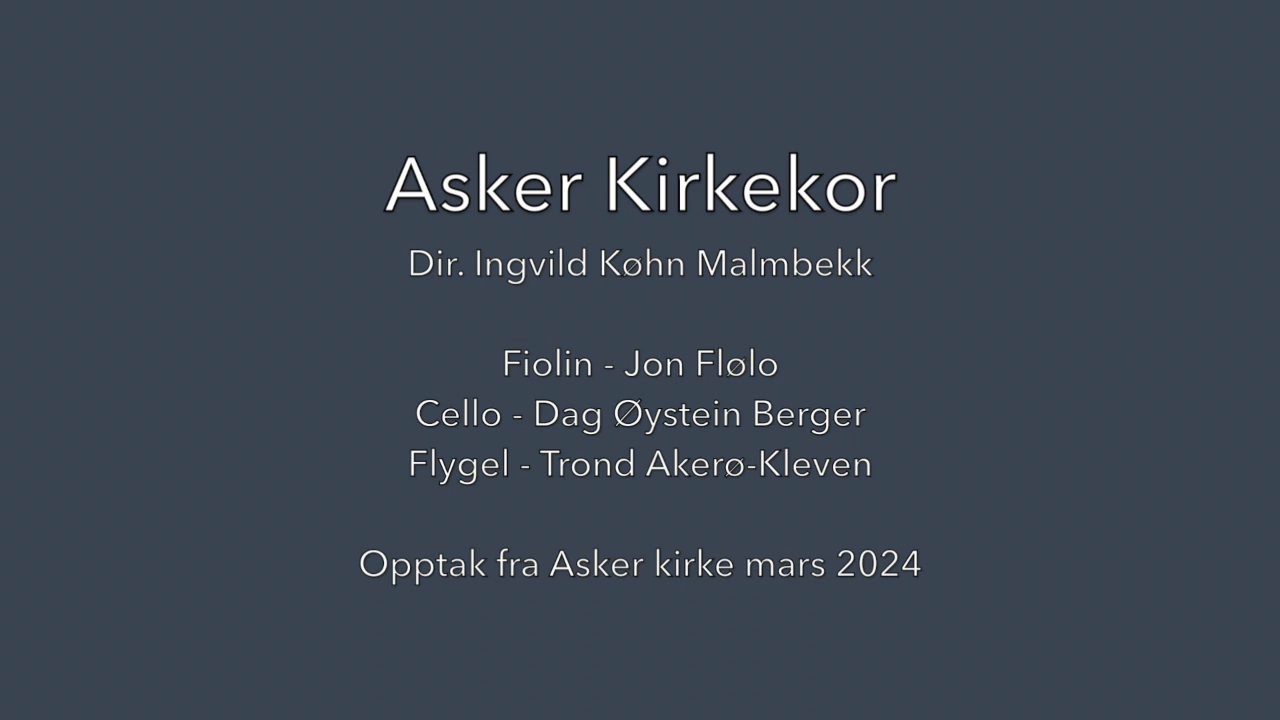 Asker Kirkekor
Dir. Ingvild Køhn Malmbekk
Fiolin - Jon Flølo
Cello - Dag Øystein Berger
Flygel - Trond Akerø-Kleven
Opptak fra Asker kirke mars 2024